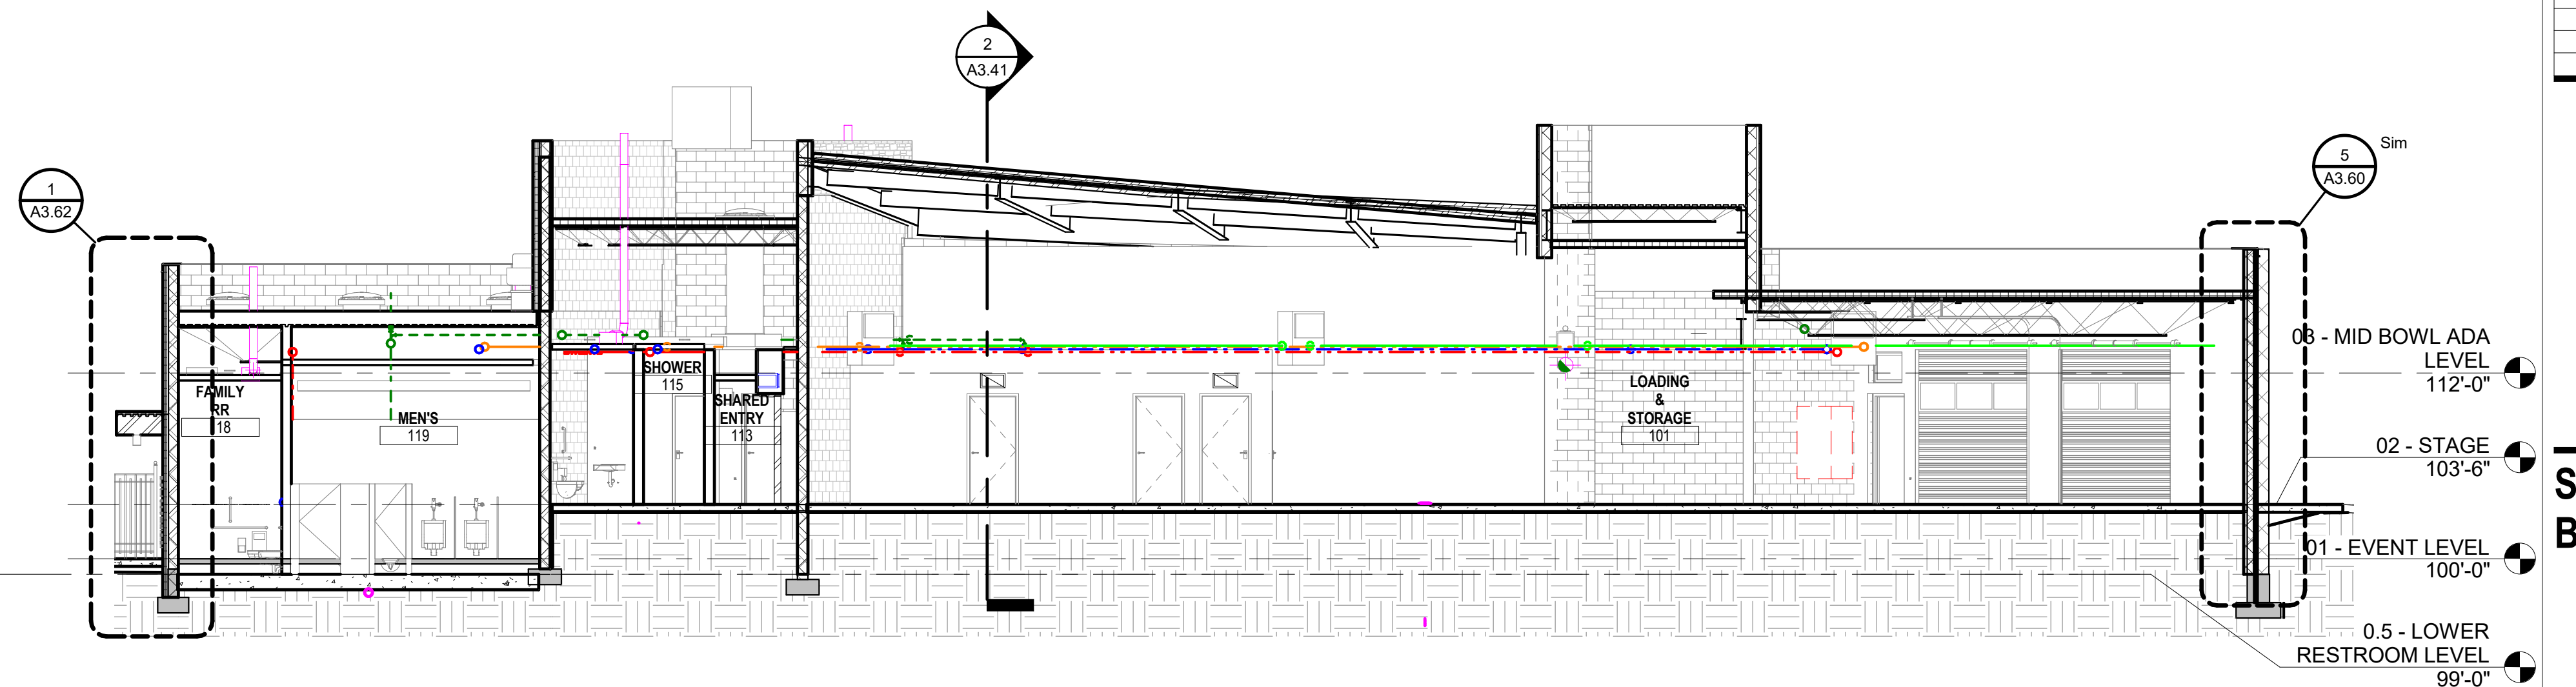 2
A3.41
1
A3.62
5
A3.60
Sim
FAMILY
RR
18
MEN'S
119
SHOWER
115
SHARED
ENTRY
113
LOADING
&
STORAGE
101
03 - MID BOWL ADA
LEVEL
112'-0"
02 - STAGE
103'-6"
01 - EVENT LEVEL
100'-0"
0.5 - LOWER
RESTROOM LEVEL
99'-0"
S
B